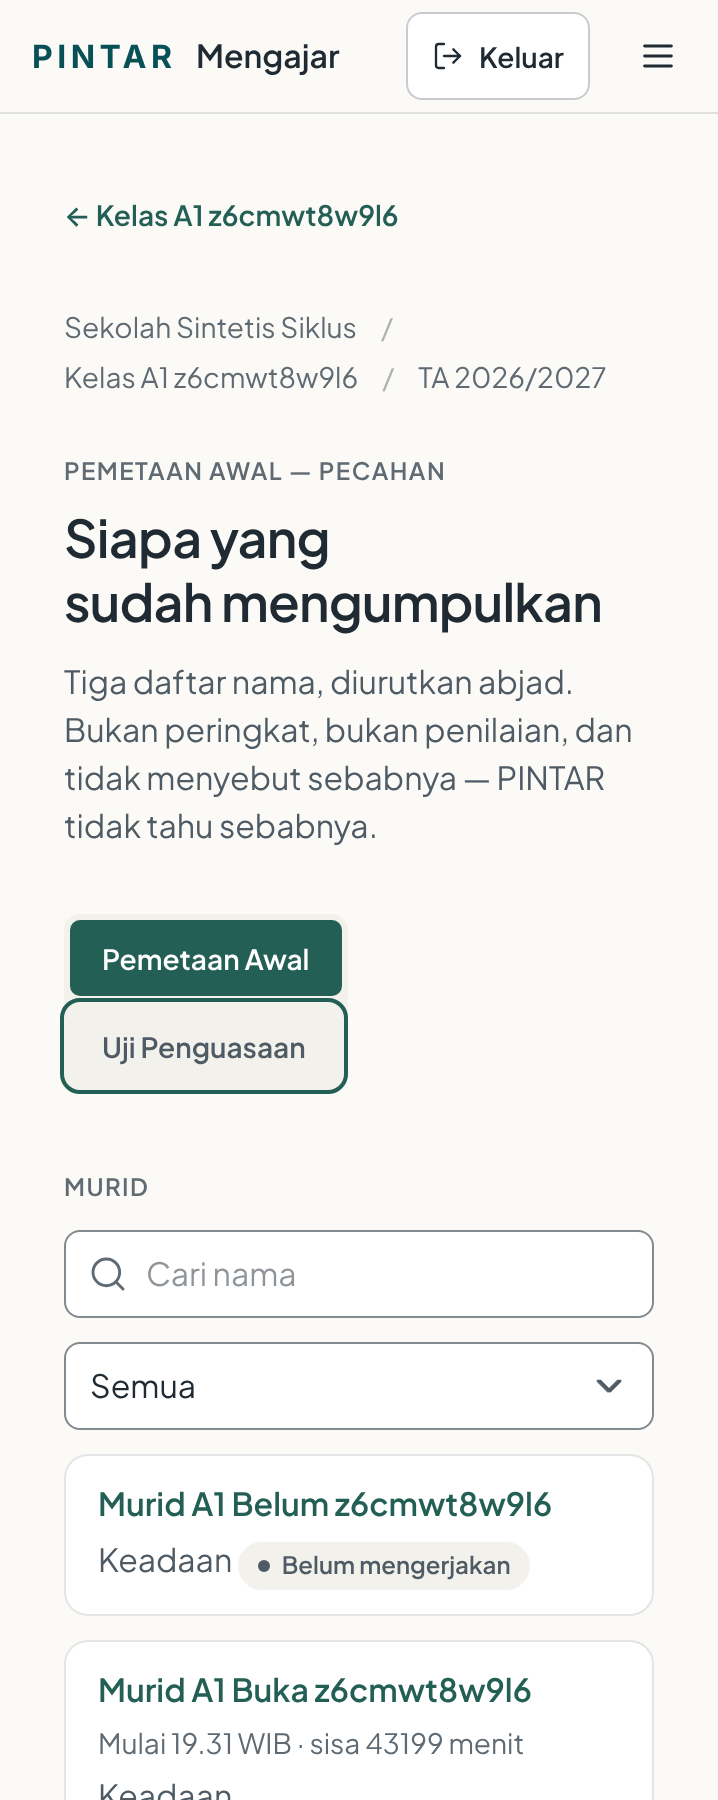 PINTAR Mengajar Keluar
← Kelas A1 z6cmwt8w9l6
Sekolah Sintetis Siklus /
Kelas A1 z6cmwt8w9l6 / TA 2026/2027
PEMETAAN AWAL — PECAHAN
Siapa yang
sudah mengumpulkan
Tiga daftar nama, diurutkan abjad.
Bukan peringkat, bukan penilaian, dan
tidak menyebut sebabnya — PINTAR
tidak tahu sebabnya.
Pemetaan Awal
Uji Penguasaan
MURID
Cari nama
Semua
Murid A1 Belum z6cmwt8w9l6
Keadaan • Belum mengerjakan
Murid A1 Buka z6cmwt8w9l6
Mulai 19.31 WIB · sisa 43199 menit
Keadaan